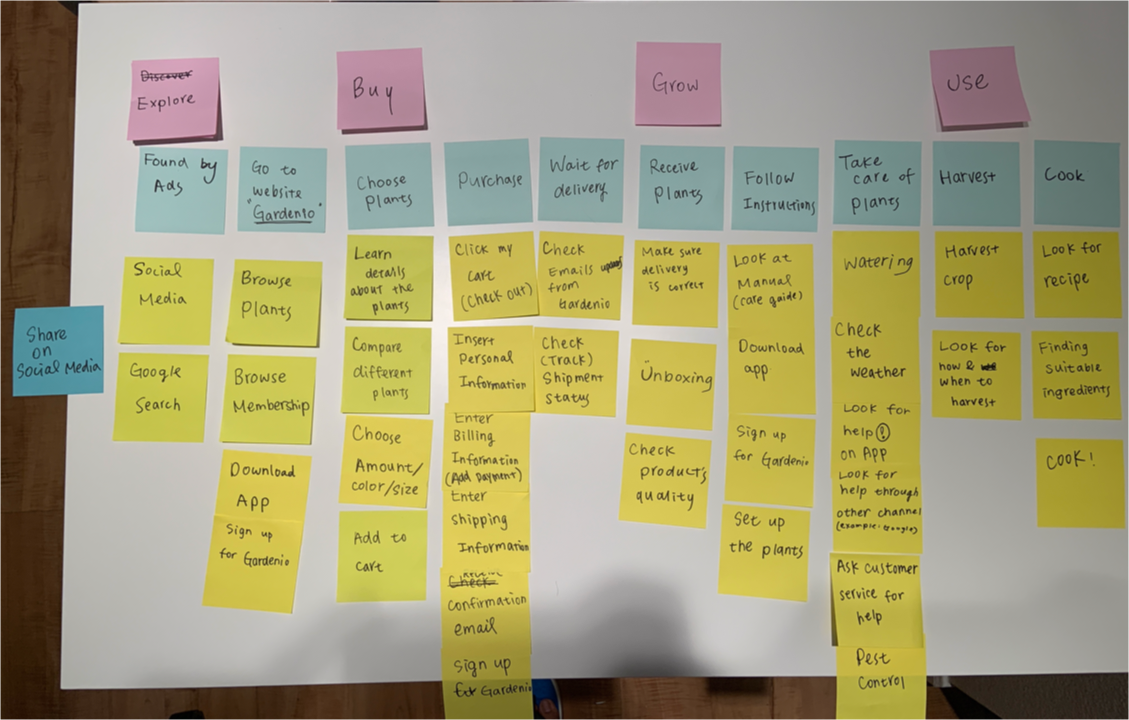 Discover
Explore
Buy
Grow
Use
Found by
Ads
Go to
website
"Gardenio"
Choose
plants
Purchase
Wait for
delivery
Receive
Plants
Follow
Instructions
Take
care of
plants
Harvest
Cook
Share
on
Social Media
Social
Media
Google
Search
Browse
Plants
Browse
Membership
Download
App
Sign up
for Gardenio
Learn
details
about the
plants
Compare
different
plants
Choose
Amount/
color/size
Add to
cart
Click my
cart
(Check out)
Insert
Personal
Information
Enter
Billing
Information
(Add Payment)
Enter
shipping
Information
Check
confirmation
email
Sign up
for Gardenio
Check
Emails
from
Gardenio
Check
(Track)
Shipment
status
Make sure
delivery
is correct
Unboxing
Check
product's
quality
Look at
Manual
(care guide)
Download
app
Sign up
for Gardenio
Set up
the plants
Watering
Check
the
weather
Look for
help
on App
Look for
help through
other channel
(example: Google)
Ask customer
service for
help
Pest
Control
Harvest
crop
Look for
how &
when to
harvest
Look for
recipe
Finding
suitable
ingredients
COOK!